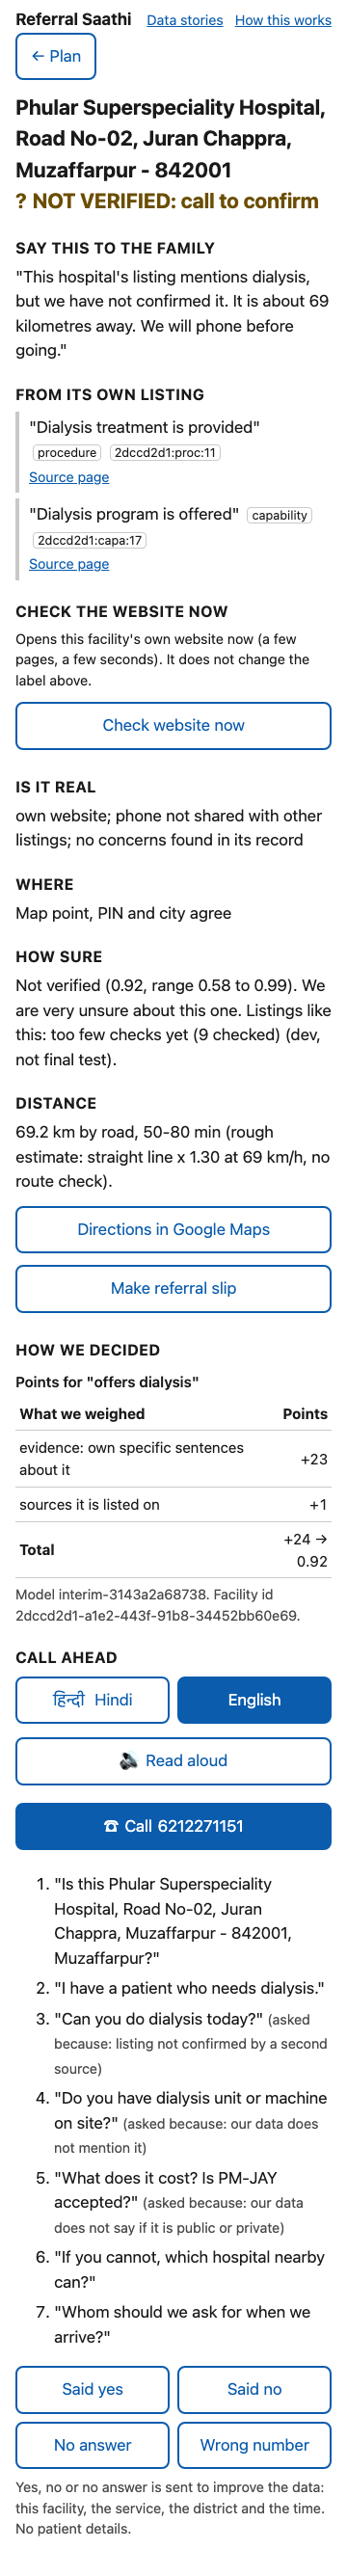 Referral Saathi Data stories How this works
← Plan
Phular Superspeciality Hospital,
Road No-02, Juran Chappra,
Muzaffarpur - 842001
? NOT VERIFIED: call to confirm
SAY THIS TO THE FAMILY
"This hospital's listing mentions dialysis,
but we have not confirmed it. It is about 69
kilometres away. We will phone before
going."
FROM ITS OWN LISTING
"Dialysis treatment is provided"
procedure 2dccd2d1:proc:11
Source page
"Dialysis program is offered" capability
2dccd2d1:capa:17
Source page
CHECK THE WEBSITE NOW
Opens this facility's own website now (a few
pages, a few seconds). It does not change the
label above.
Check website now
IS IT REAL
own website; phone not shared with other
listings; no concerns found in its record
WHERE
Map point, PIN and city agree
HOW SURE
Not verified (0.92, range 0.58 to 0.99). We
are very unsure about this one. Listings like
this: too few checks yet (9 checked) (dev,
not final test).
DISTANCE
69.2 km by road, 50-80 min (rough
estimate: straight line x 1.30 at 69 km/h, no
route check).
Directions in Google Maps
Make referral slip
HOW WE DECIDED
Points for "offers dialysis"
What we weighed Points
evidence: own specific sentences
about it +23
sources it is listed on +1
Total +24 →
0.92
Model interim-3143a2a68738. Facility id
2dccd2d1-a1e2-443f-91b8-34452bb60e69.
CALL AHEAD
हिन्दी Hindi English
🔊 Read aloud
☎ Call 6212271151
1. "Is this Phular Superspeciality
Hospital, Road No-02, Juran
Chappra, Muzaffarpur - 842001,
Muzaffarpur?"
2. "I have a patient who needs dialysis."
3. "Can you do dialysis today?" (asked
because: listing not confirmed by a second
source)
4. "Do you have dialysis unit or machine
on site?" (asked because: our data does
not mention it)
5. "What does it cost? Is PM-JAY
accepted?" (asked because: our data
does not say if it is public or private)
6. "If you cannot, which hospital nearby
can?"
7. "Whom should we ask for when we
arrive?"
Said yes Said no
No answer Wrong number
Yes, no or no answer is sent to improve the data:
this facility, the service, the district and the time.
No patient details.